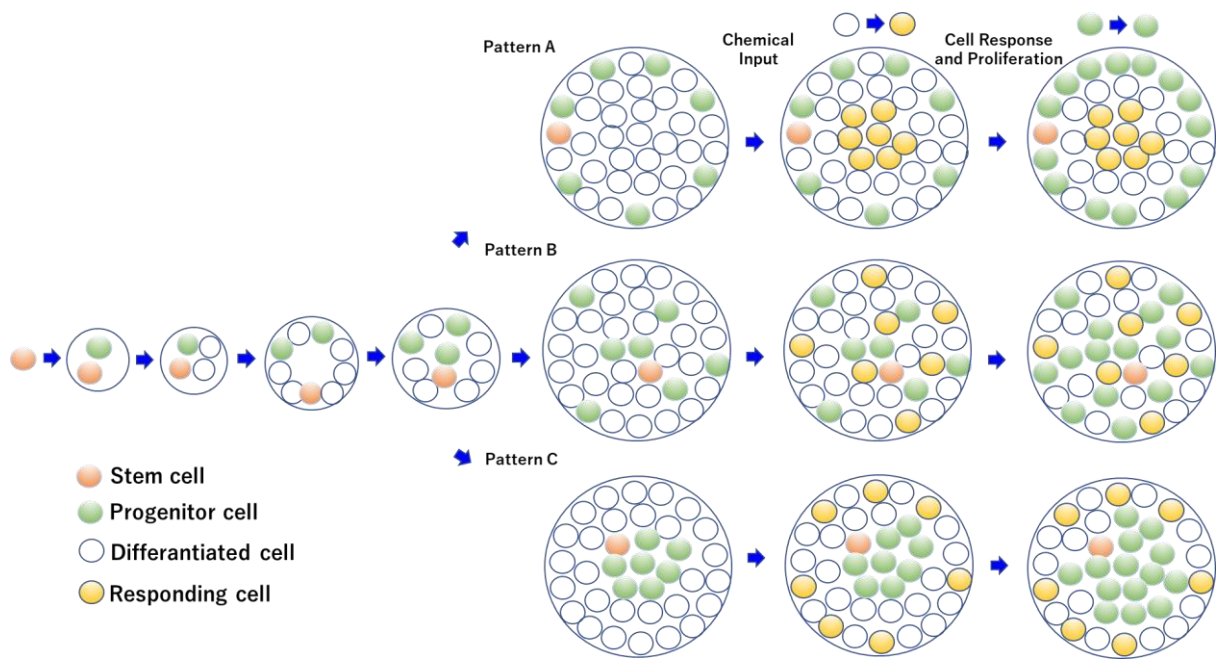 Pattern A
Chemical
Input
Cell Response
and Proliferation
Pattern B
Pattern C
Stem cell
Progenitor cell
Differantiated cell
Responding cell